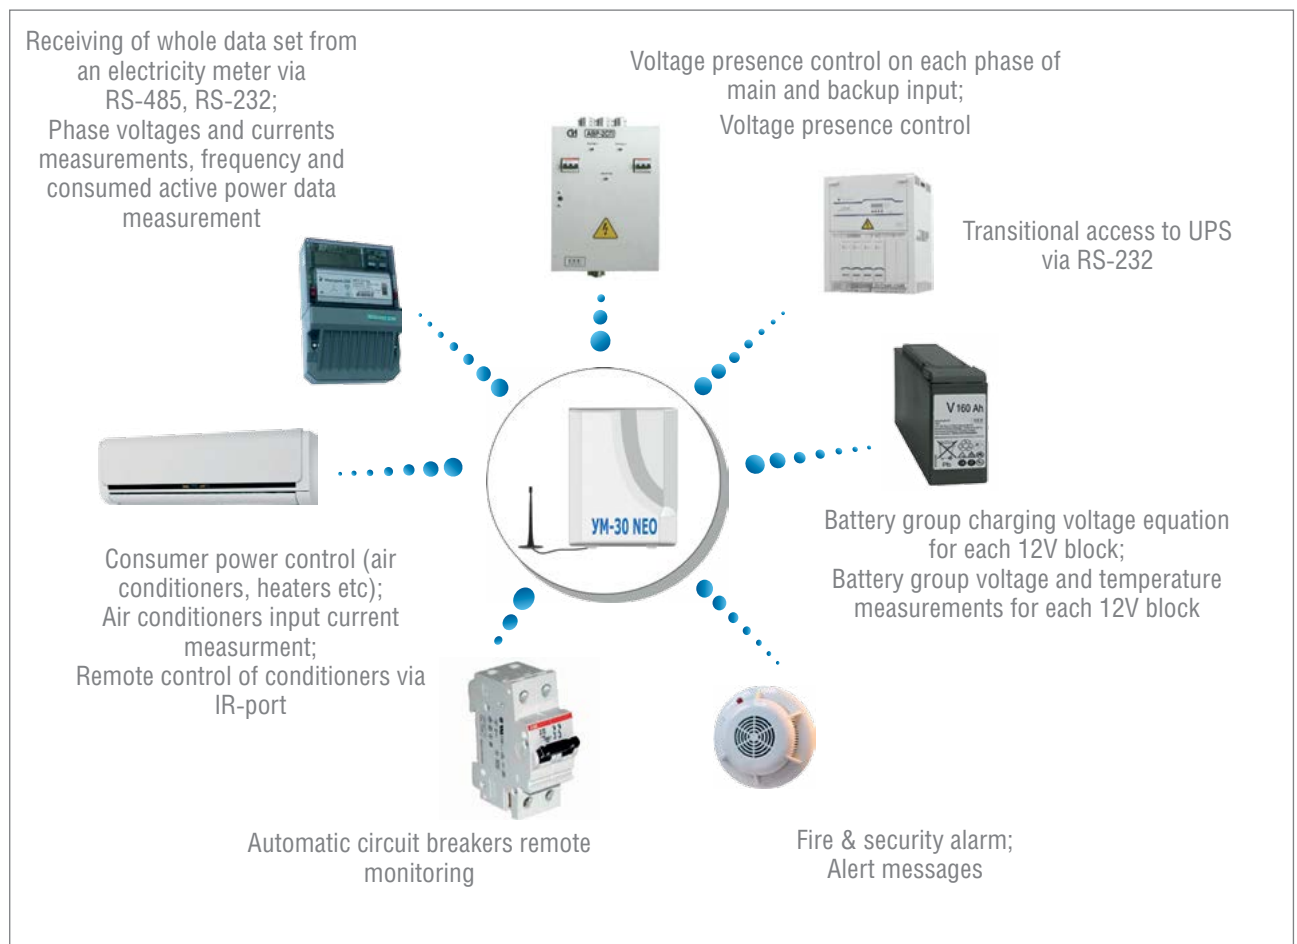 Receiving of whole data set from
an electricity meter via
RS-485, RS-232;
Phase voltages and currents
measurements, frequency and
consumed active power data
measurement
Voltage presence control on each phase of
main and backup input;
Voltage presence control
АВР-2СП
Transitional access to UPS
via RS-232
V 160 Ah
Pb
УМ-30 NEO
Battery group charging voltage equation
for each 12V block;
Battery group voltage and temperature
measurements for each 12V block
Consumer power control (air
conditioners, heaters etc);
Air conditioners input current
measurment;
Remote control of conditioners via
IR-port
Automatic circuit breakers remote
monitoring
Fire & security alarm;
Alert messages